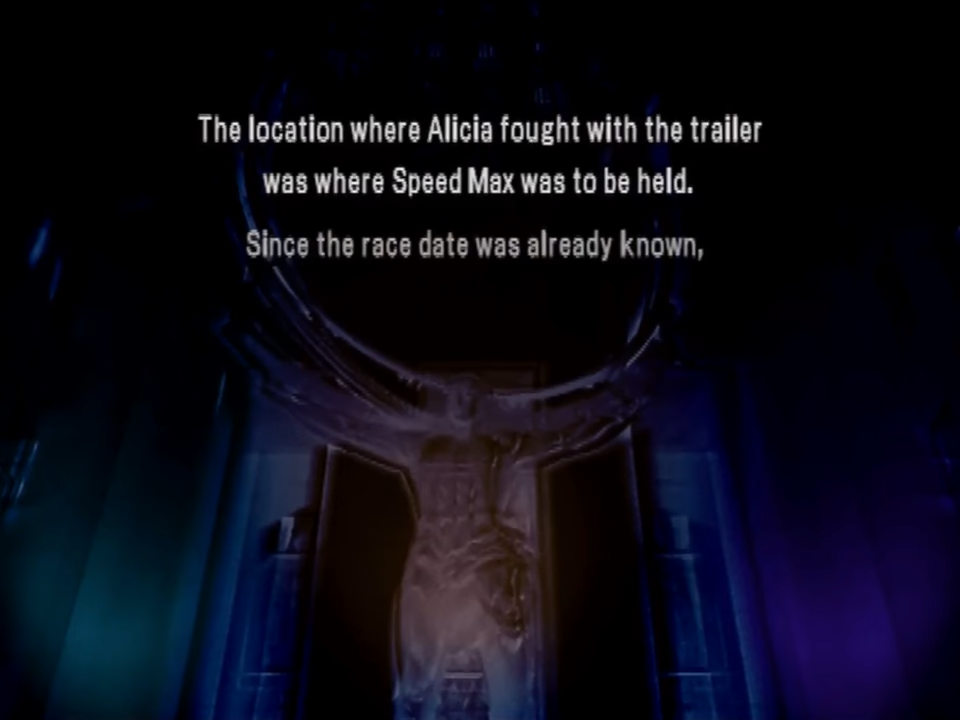 The location where Alicia fought with the trailer
was where Speed Max was to be held.
Since the race date was already known,